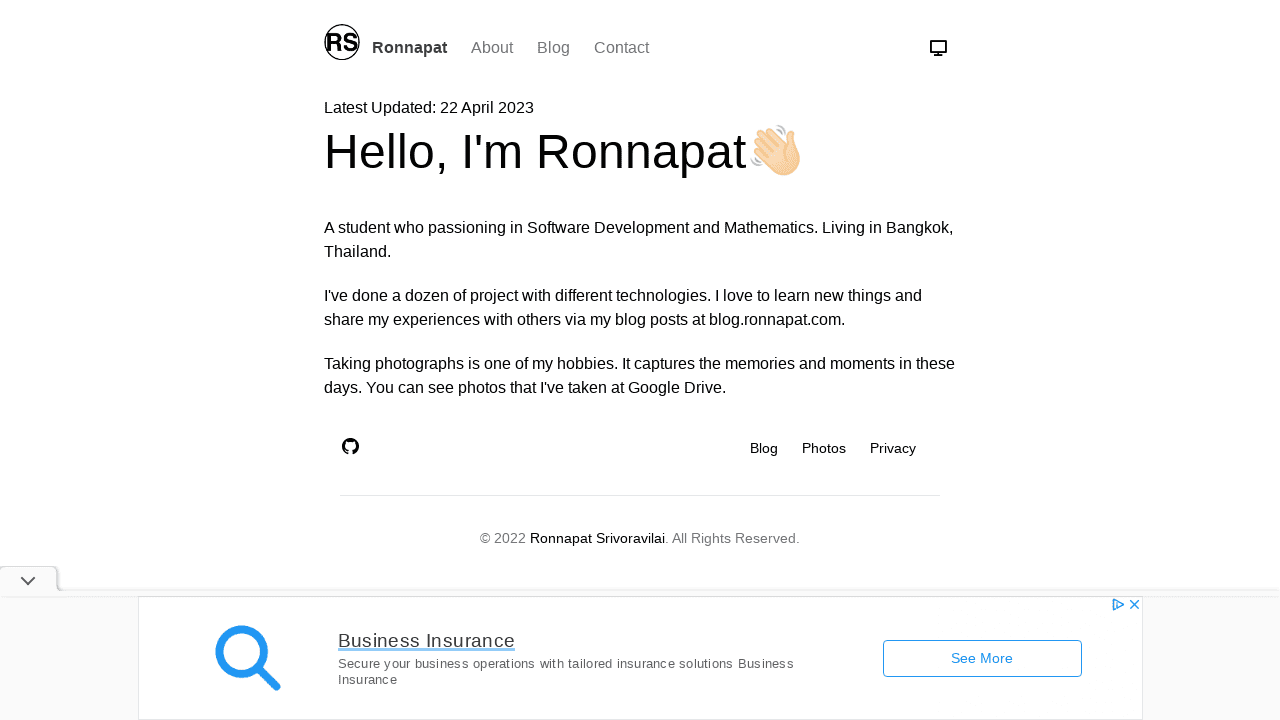 RS
Ronnapat
About
Blog
Contact
Latest Updated: 22 April 2023
Hello, I'm Ronnapat
A student who passioning in Software Development and Mathematics. Living in Bangkok,
Thailand.
I've done a dozen of project with different technologies. I love to learn new things and
share my experiences with others via my blog posts at blog.ronnapat.com.
Taking photographs is one of my hobbies. It captures the memories and moments in these
days. You can see photos that I've taken at Google Drive.
Blog
Photos
Privacy
© 2022 Ronnapat Srivoravilai. All Rights Reserved.
Business Insurance
Secure your business operations with tailored insurance solutions Business
Insurance
See More